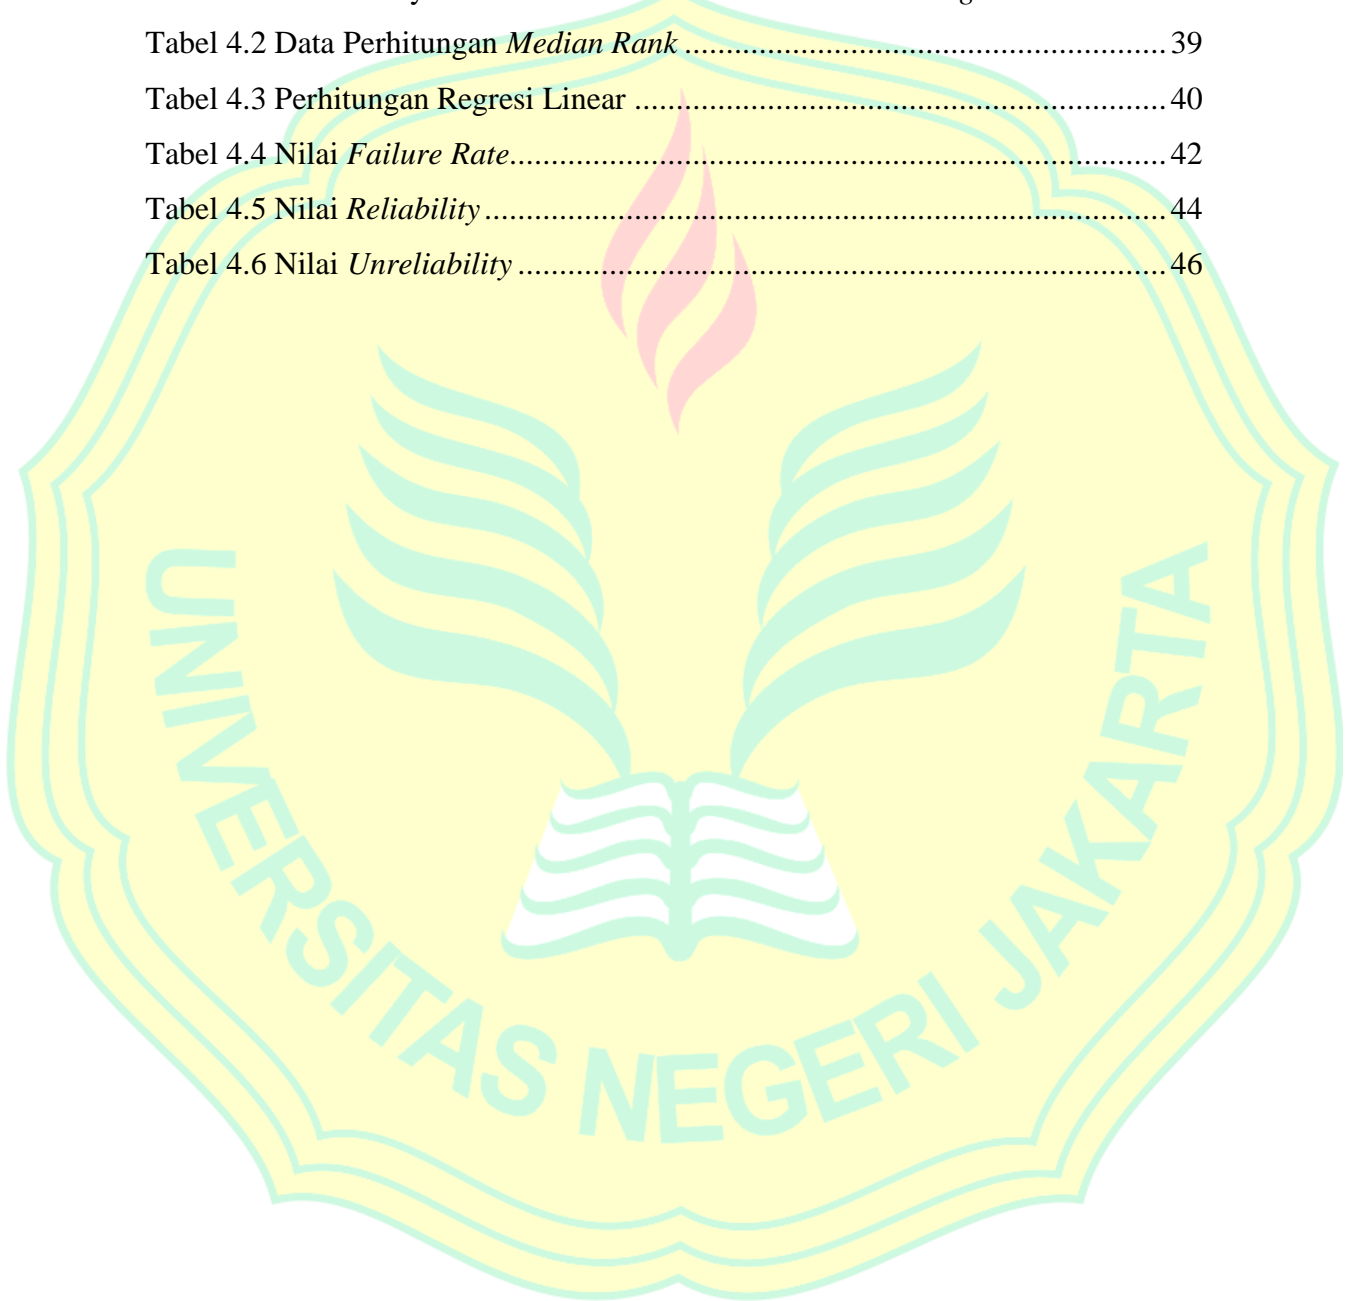 Tabel 4.2 Data Perhitungan Median Rank ........................................................... 39
Tabel 4.3 Perhitungan Regresi Linear ................................................................. 40
Tabel 4.4 Nilai Failure Rate................................................................................ 42
Tabel 4.5 Nilai Reliability ................................................................................... 44
Tabel 4.6 Nilai Unreliability ............................................................................... 46
UNIVERSITAS NEGERI JAKARTA